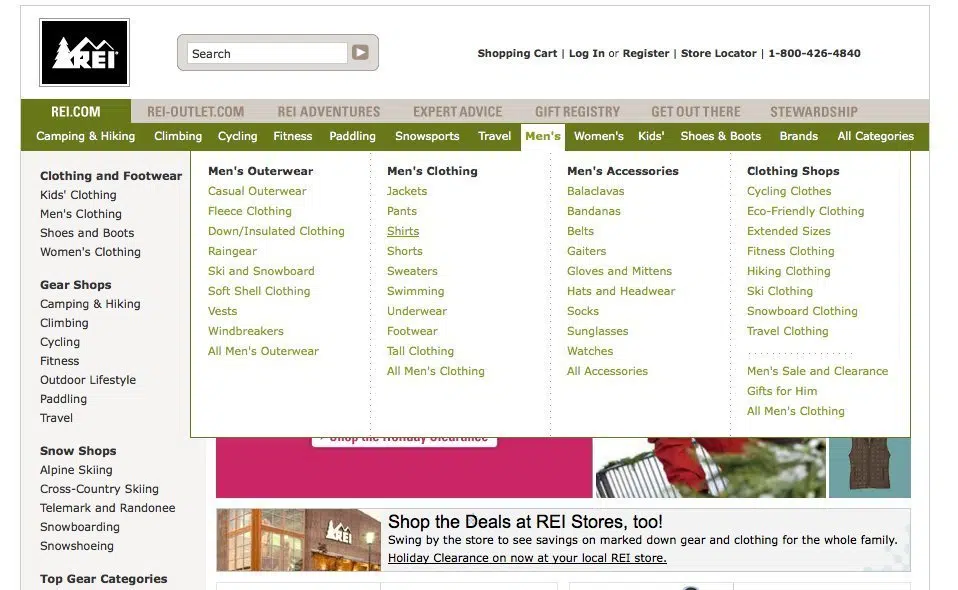 REI
Search
Shopping Cart | Log In or Register | Store Locator | 1-800-426-4840
REI.COM REI-OUTLET.COM REI ADVENTURES EXPERT ADVICE GIFT REGISTRY GET OUT THERE STEWARDSHIP
Camping & Hiking Climbing Cycling Fitness Paddling Snowsports Travel Men's Women's Kids' Shoes & Boots Brands All Categories
Clothing and Footwear
Kids' Clothing
Men's Clothing
Shoes and Boots
Women's Clothing
Gear Shops
Camping & Hiking
Climbing
Cycling
Fitness
Outdoor Lifestyle
Paddling
Travel
Snow Shops
Alpine Skiing
Cross-Country Skiing
Telemark and Randonee
Snowboarding
Snowshoeing
Top Gear Categories
Men's Outerwear
Casual Outerwear
Fleece Clothing
Down/Insulated Clothing
Raingear
Ski and Snowboard
Soft Shell Clothing
Vests
Windbreakers
All Men's Outerwear
Men's Clothing
Jackets
Pants
Shirts
Shorts
Sweaters
Swimming
Underwear
Footwear
Tall Clothing
All Men's Clothing
Men's Accessories
Balaclavas
Bandanas
Belts
Gaiters
Gloves and Mittens
Hats and Headwear
Socks
Sunglasses
Watches
All Accessories
Clothing Shops
Cycling Clothes
Eco-Friendly Clothing
Extended Sizes
Fitness Clothing
Hiking Clothing
Ski Clothing
Snowboard Clothing
Travel Clothing
Men's Sale and Clearance
Gifts for Him
All Men's Clothing
Shop the Holiday Clearance
REI
Shop the Deals at REI Stores, too!
Swing by the store to see savings on marked down gear and clothing for the whole family.
Holiday Clearance on now at your local REI store.